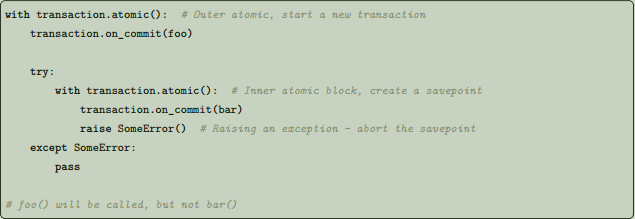 with transaction.atomic():  # Outer atomic, start a new transaction
    transaction.on_commit(foo)

    try:
        with transaction.atomic():  # Inner atomic block, create a savepoint
            transaction.on_commit(bar)
            raise SomeError()  # Raising an exception - abort the savepoint
    except SomeError:
        pass

# foo() will be called, but not bar()